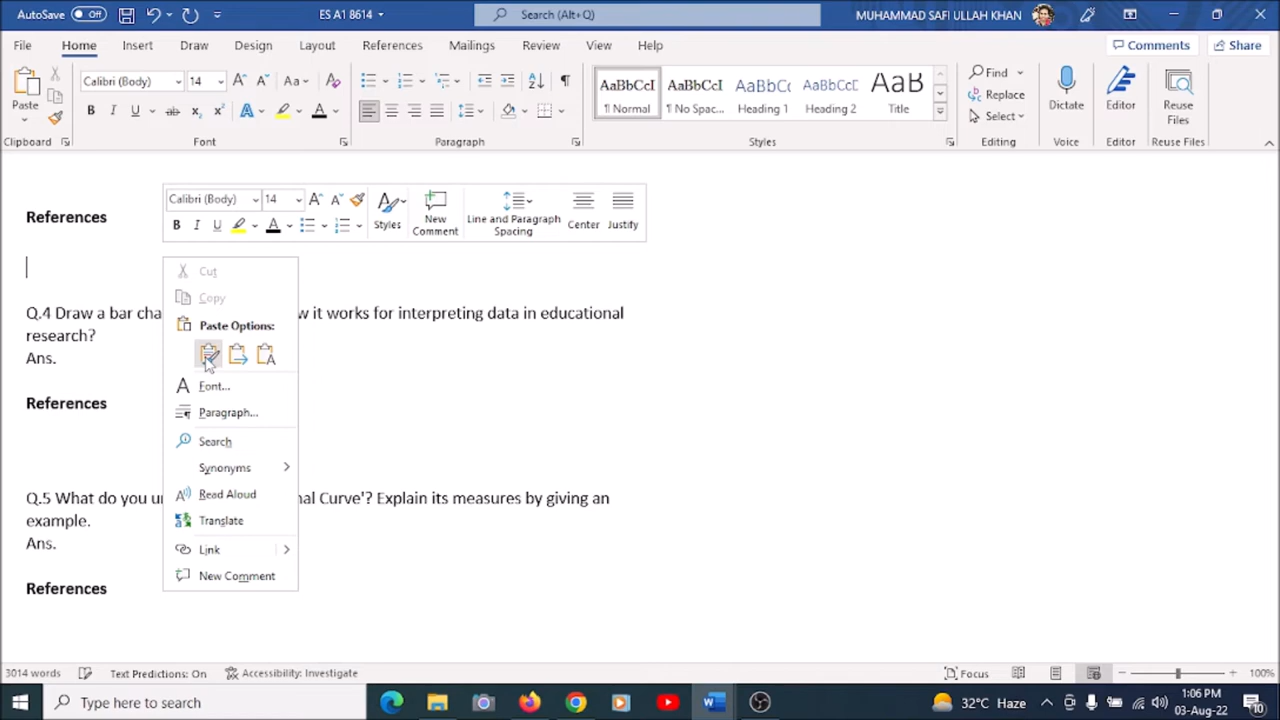 AutoSave Off ES A1 8614 Search (Alt+Q) MUHAMMAD SAFI ULLAH KHAN
File Home Insert Draw Design Layout References Mailings Review View Help Comments Share
Paste Calibri (Body) 14 Aa AaBbCcI AaBbCcI AaBbCc AaBbCcI AaB Find
Replace
Select
¶ Normal ¶ No Spac... Heading 1 Heading 2 Title
Dictate Editor Reuse Files
Clipboard Font Paragraph Styles Editing Voice Editor Reuse Files
Calibri (Body) 14
Styles New Comment Line and Paragraph Spacing Center Justify
References
Cut
Copy
Paste Options:
Font...
Paragraph...
Search
Synonyms
Read Aloud
Translate
Link
New Comment
Q.4 Draw a bar cha w it works for interpreting data in educational
research?
Ans.
References
Q.5 What do you u nal Curve'? Explain its measures by giving an
example.
Ans.
References
3014 words Text Predictions: On Accessibility: Investigate Focus 100%
Type here to search 32°C Haze 1:06 PM
03-Aug-22 10